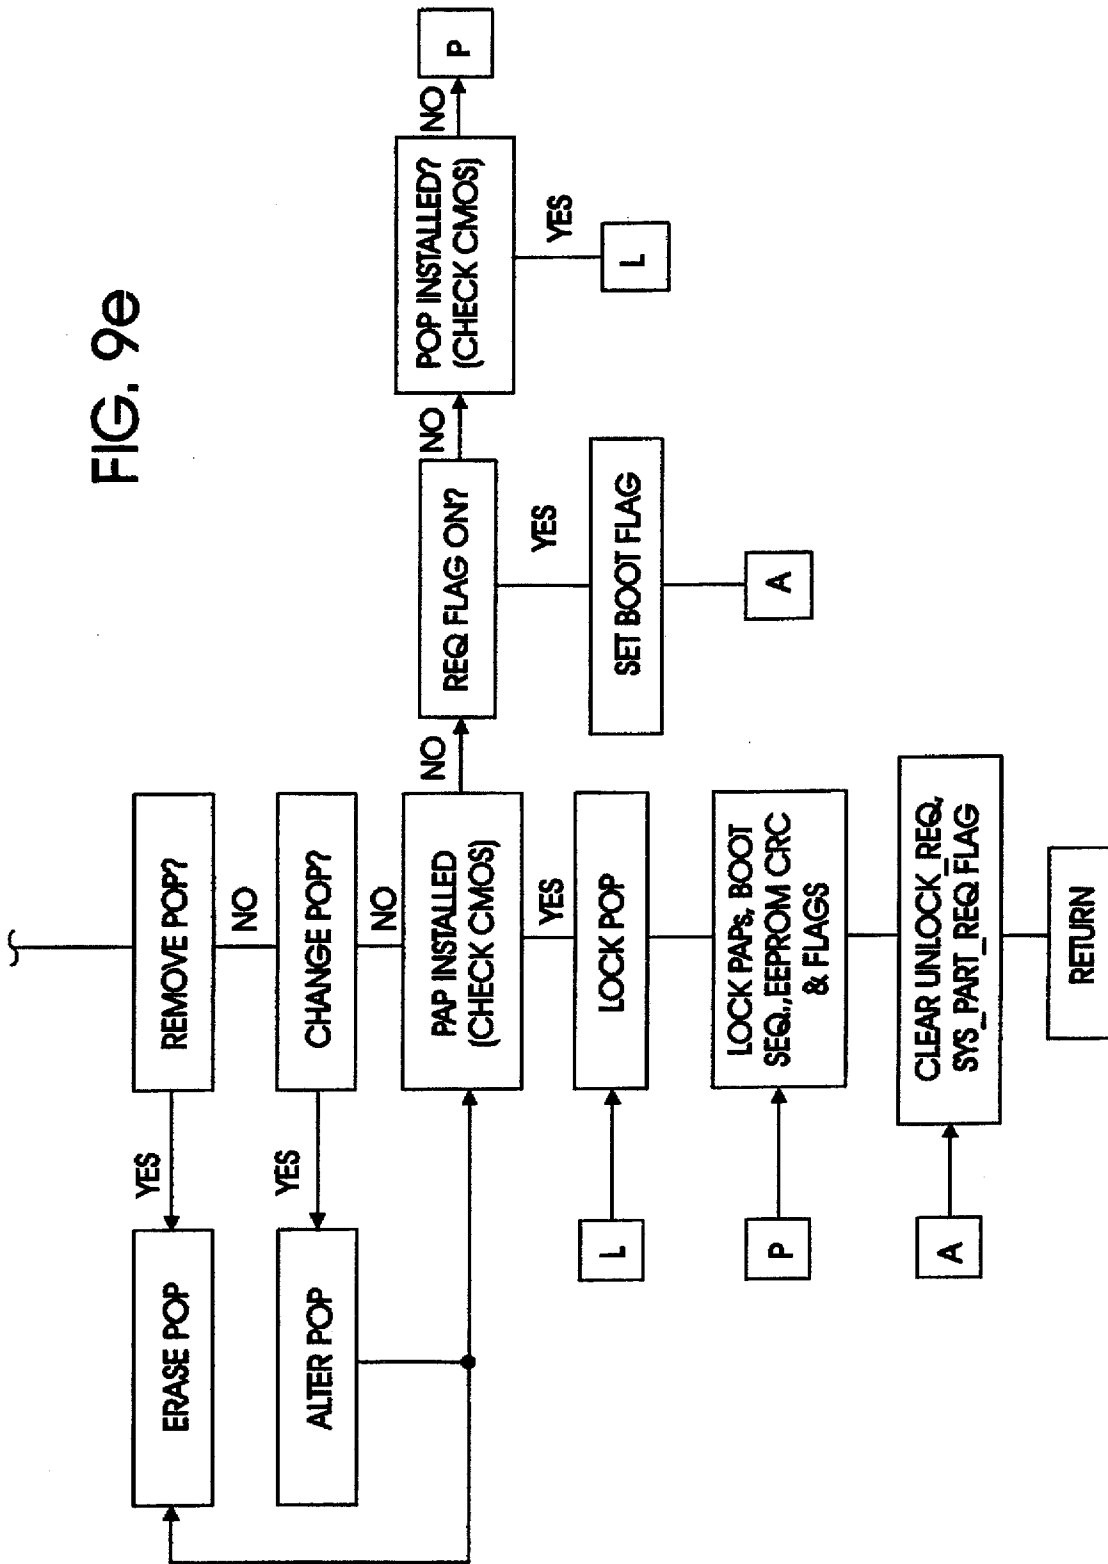 FIG. 9e
REMOVE POP?
YES
ERASE POP
NO
CHANGE POP?
YES
ALTER POP
NO
PAP INSTALLED
(CHECK CMOS)
NO
REQ FLAG ON?
NO
POP INSTALLED?
(CHECK CMOS)
NO
P
YES
L
YES
SET BOOT FLAG
A
YES
L
LOCK POP
P
LOCK PAPs, BOOT
SEQ.,EEPROM CRC
& FLAGS
A
CLEAR UNLOCK_REQ,
SYS_PART_REQ FLAG
RETURN